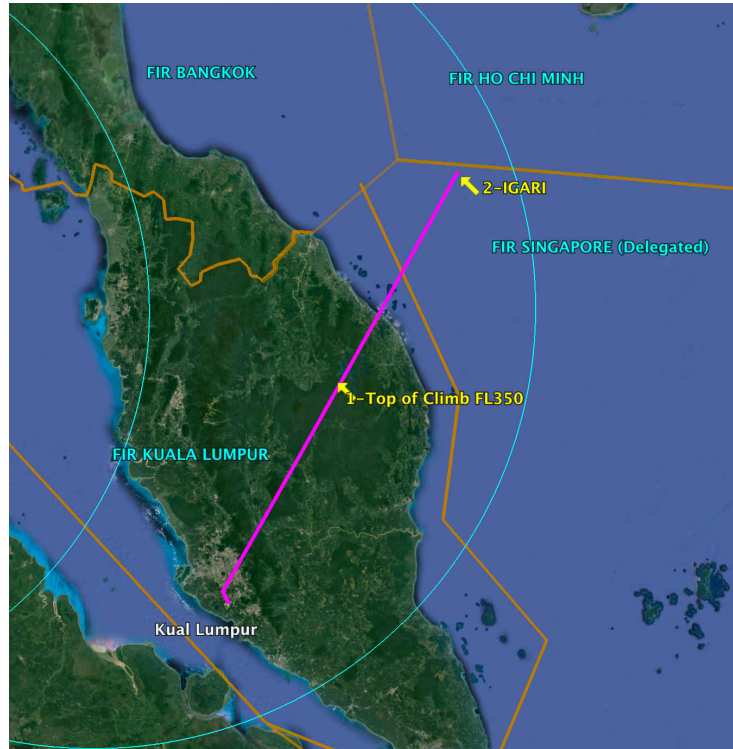 FIR BANGKOK
FIR HO CHI MINH
2-IGARI
FIR SINGAPORE (Delegated)
1-Top of Climb FL350
FIR KUALA LUMPUR
Kual Lumpur